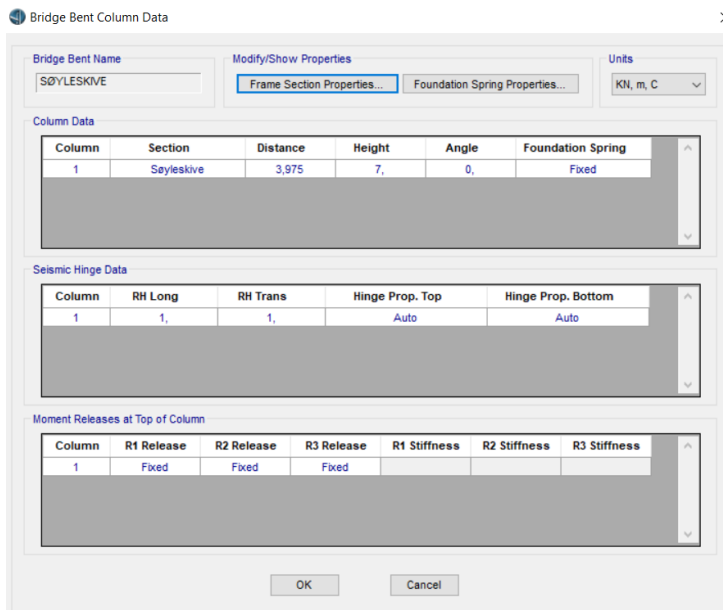 Bridge Bent Column Data
Bridge Bent Name
SØYLESKIVE
Modify/Show Properties
Frame Section Properties...
Foundation Spring Properties...
Units
KN, m, C
Column Data
Column Section Distance Height Angle Foundation Spring
1 Søyleskive 3,975 7, 0, Fixed
Seismic Hinge Data
Column RH Long RH Trans Hinge Prop. Top Hinge Prop. Bottom
1 1, 1, Auto Auto
Moment Releases at Top of Column
Column R1 Release R2 Release R3 Release R1 Stiffness R2 Stiffness R3 Stiffness
1 Fixed Fixed Fixed
OK Cancel